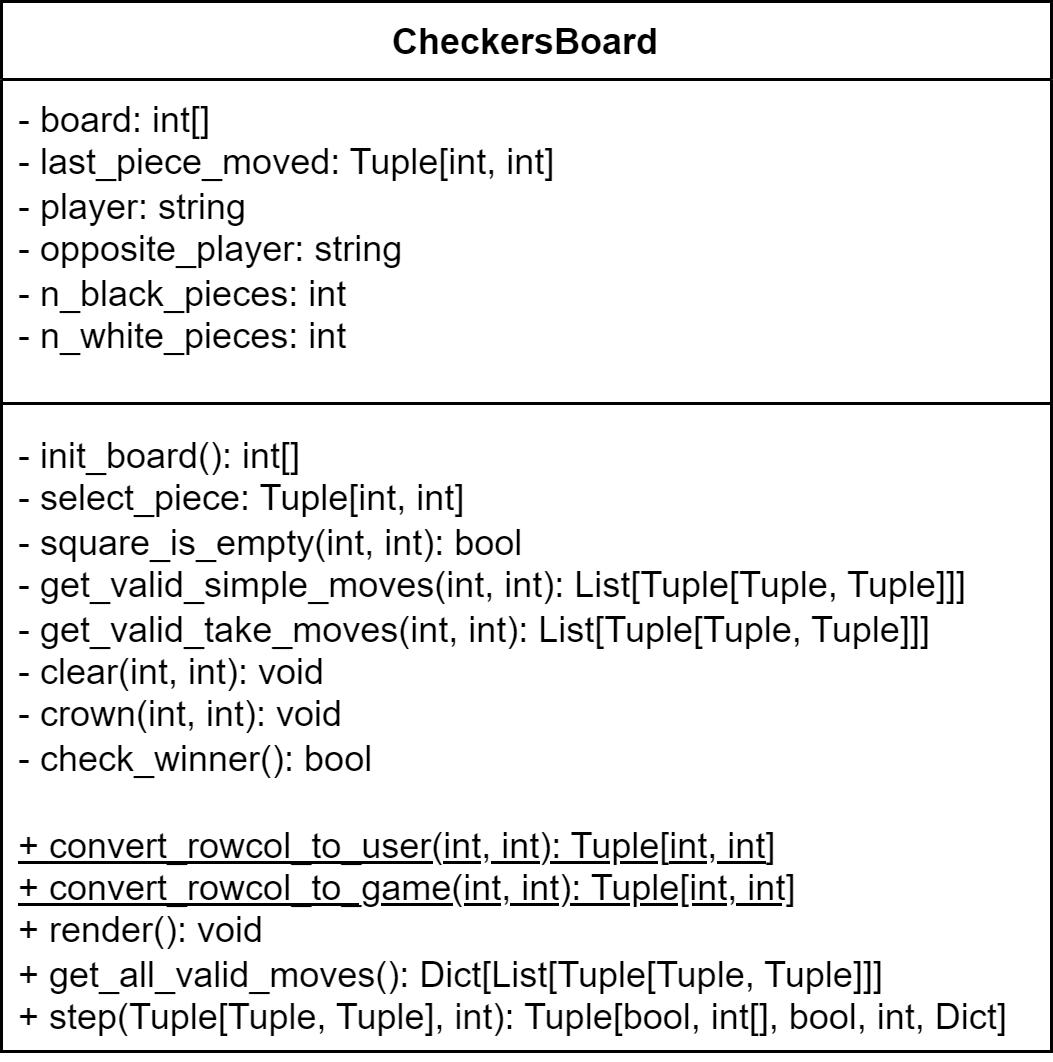 CheckersBoard
- board: int[]
- last_piece_moved: Tuple[int, int]
- player: string
- opposite_player: string
- n_black_pieces: int
- n_white_pieces: int
- init_board(): int[]
- select_piece: Tuple[int, int]
- square_is_empty(int, int): bool
- get_valid_simple_moves(int, int): List[Tuple[Tuple, Tuple]]]
- get_valid_take_moves(int, int): List[Tuple[Tuple, Tuple]]]
- clear(int, int): void
- crown(int, int): void
- check_winner(): bool
+ convert_rowcol_to_user(int, int): Tuple[int, int]
+ convert_rowcol_to_game(int, int): Tuple[int, int]
+ render(): void
+ get_all_valid_moves(): Dict[List[Tuple[Tuple, Tuple]]]
+ step(Tuple[Tuple, Tuple], int): Tuple[bool, int[], bool, int, Dict]